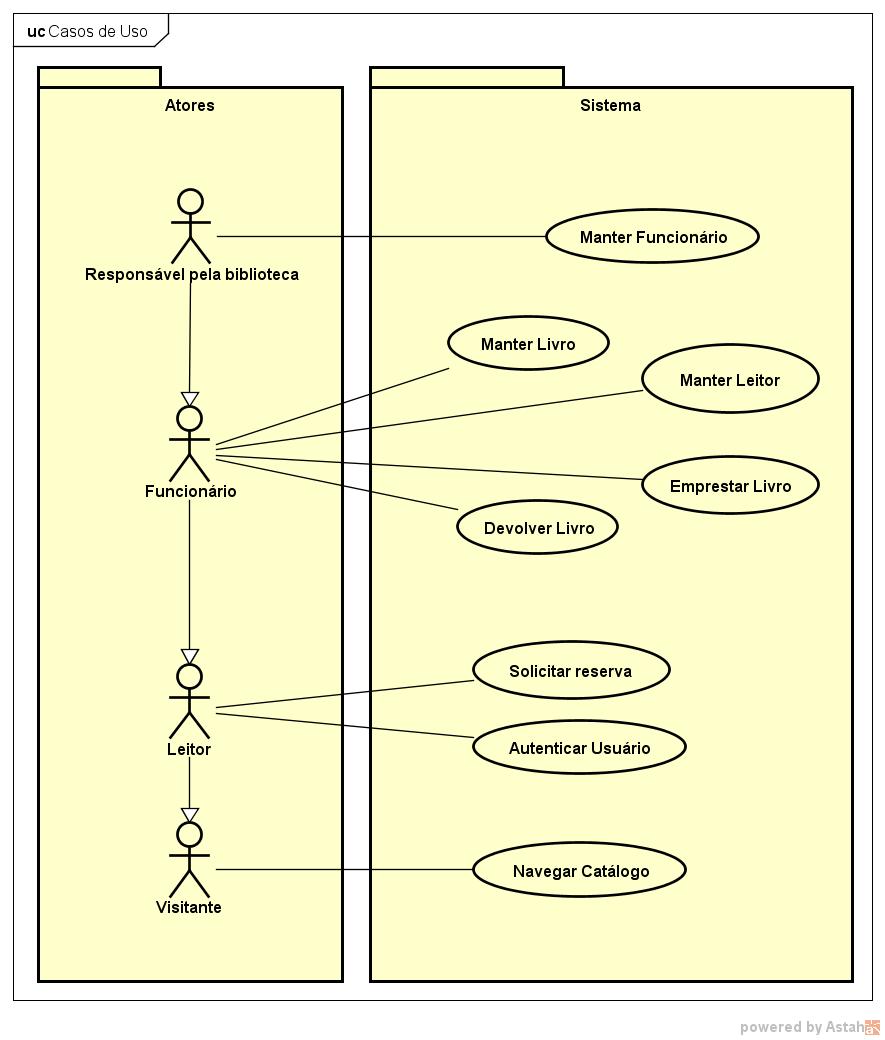 uc Casos de Uso
Atores
Sistema
Responsável pela biblioteca
Manter Funcionário
Manter Livro
Manter Leitor
Funcionário
Emprestar Livro
Devolver Livro
Solicitar reserva
Leitor
Autenticar Usuário
Navegar Catálogo
Visitante
powered by Astah